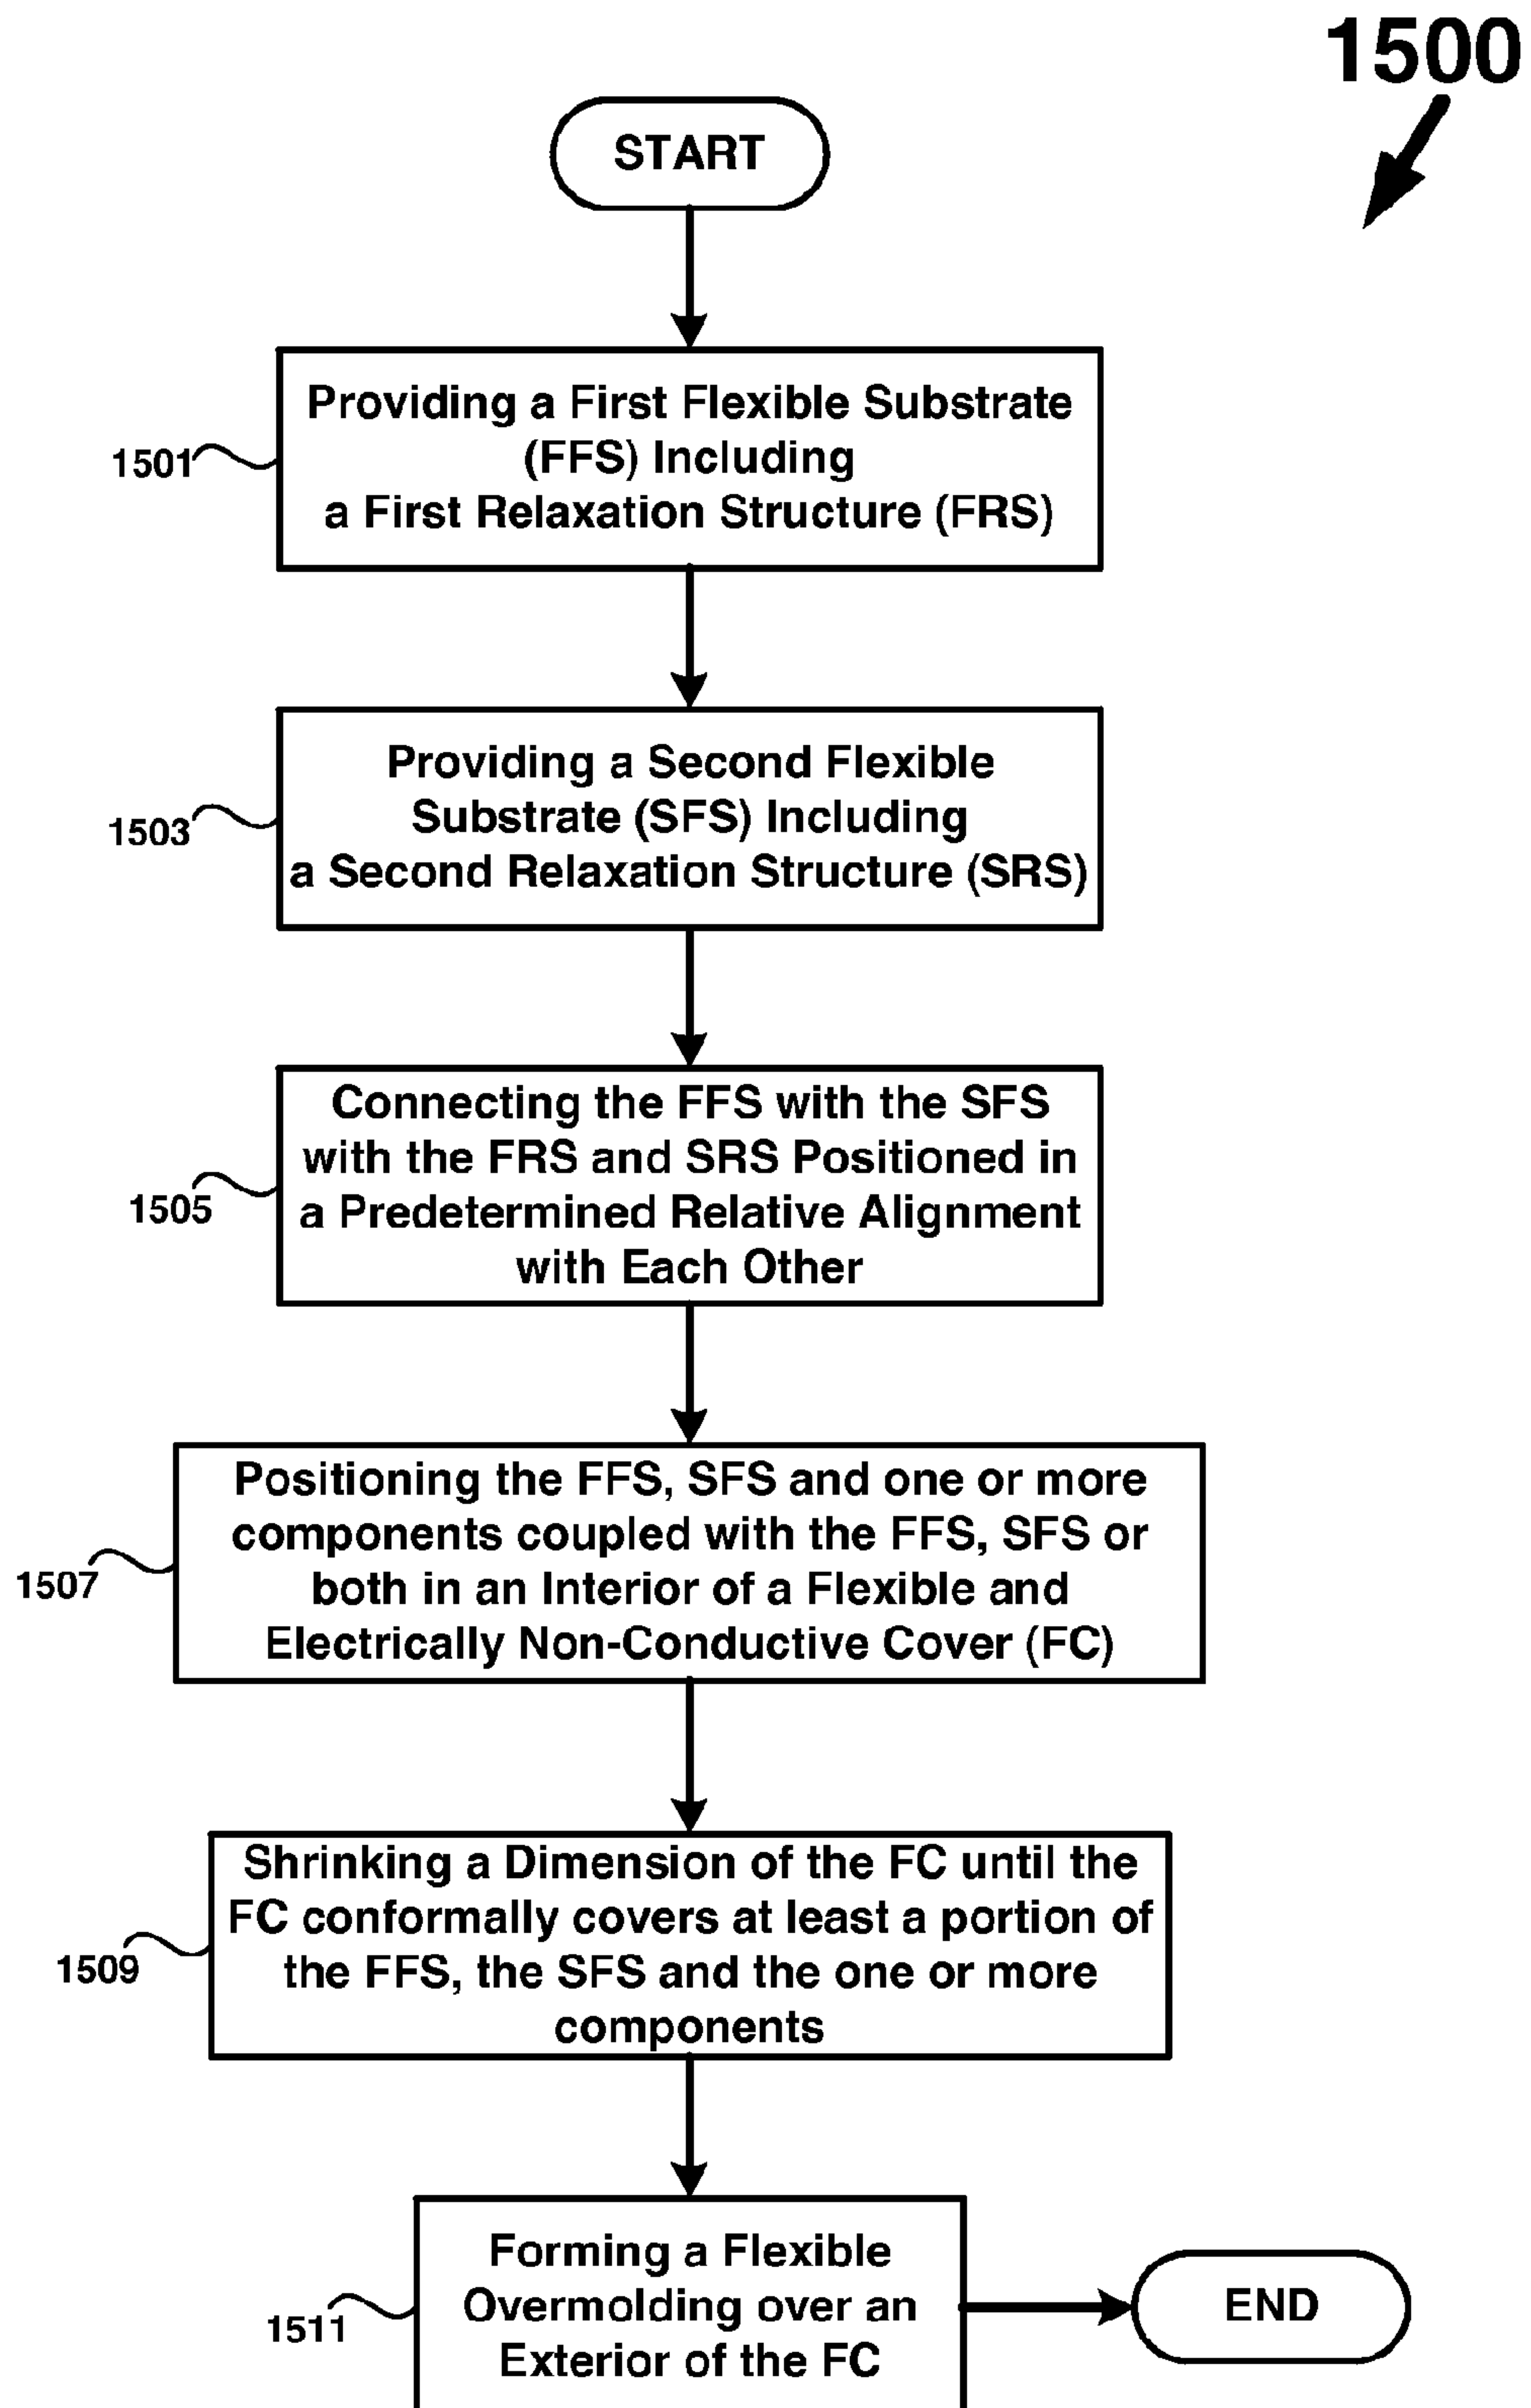 1500
START
1501
Providing a First Flexible Substrate
(FFS) Including
a First Relaxation Structure (FRS)
1503
Providing a Second Flexible
Substrate (SFS) Including
a Second Relaxation Structure (SRS)
1505
Connecting the FFS with the SFS
with the FRS and SRS Positioned in
a Predetermined Relative Alignment
with Each Other
1507
Positioning the FFS, SFS and one or more
components coupled with the FFS, SFS or
both in an Interior of a Flexible and
Electrically Non-Conductive Cover (FC)
1509
Shrinking a Dimension of the FC until the
FC conformally covers at least a portion of
the FFS, the SFS and the one or more
components
1511
Forming a Flexible
Overmolding over an
Exterior of the FC
END